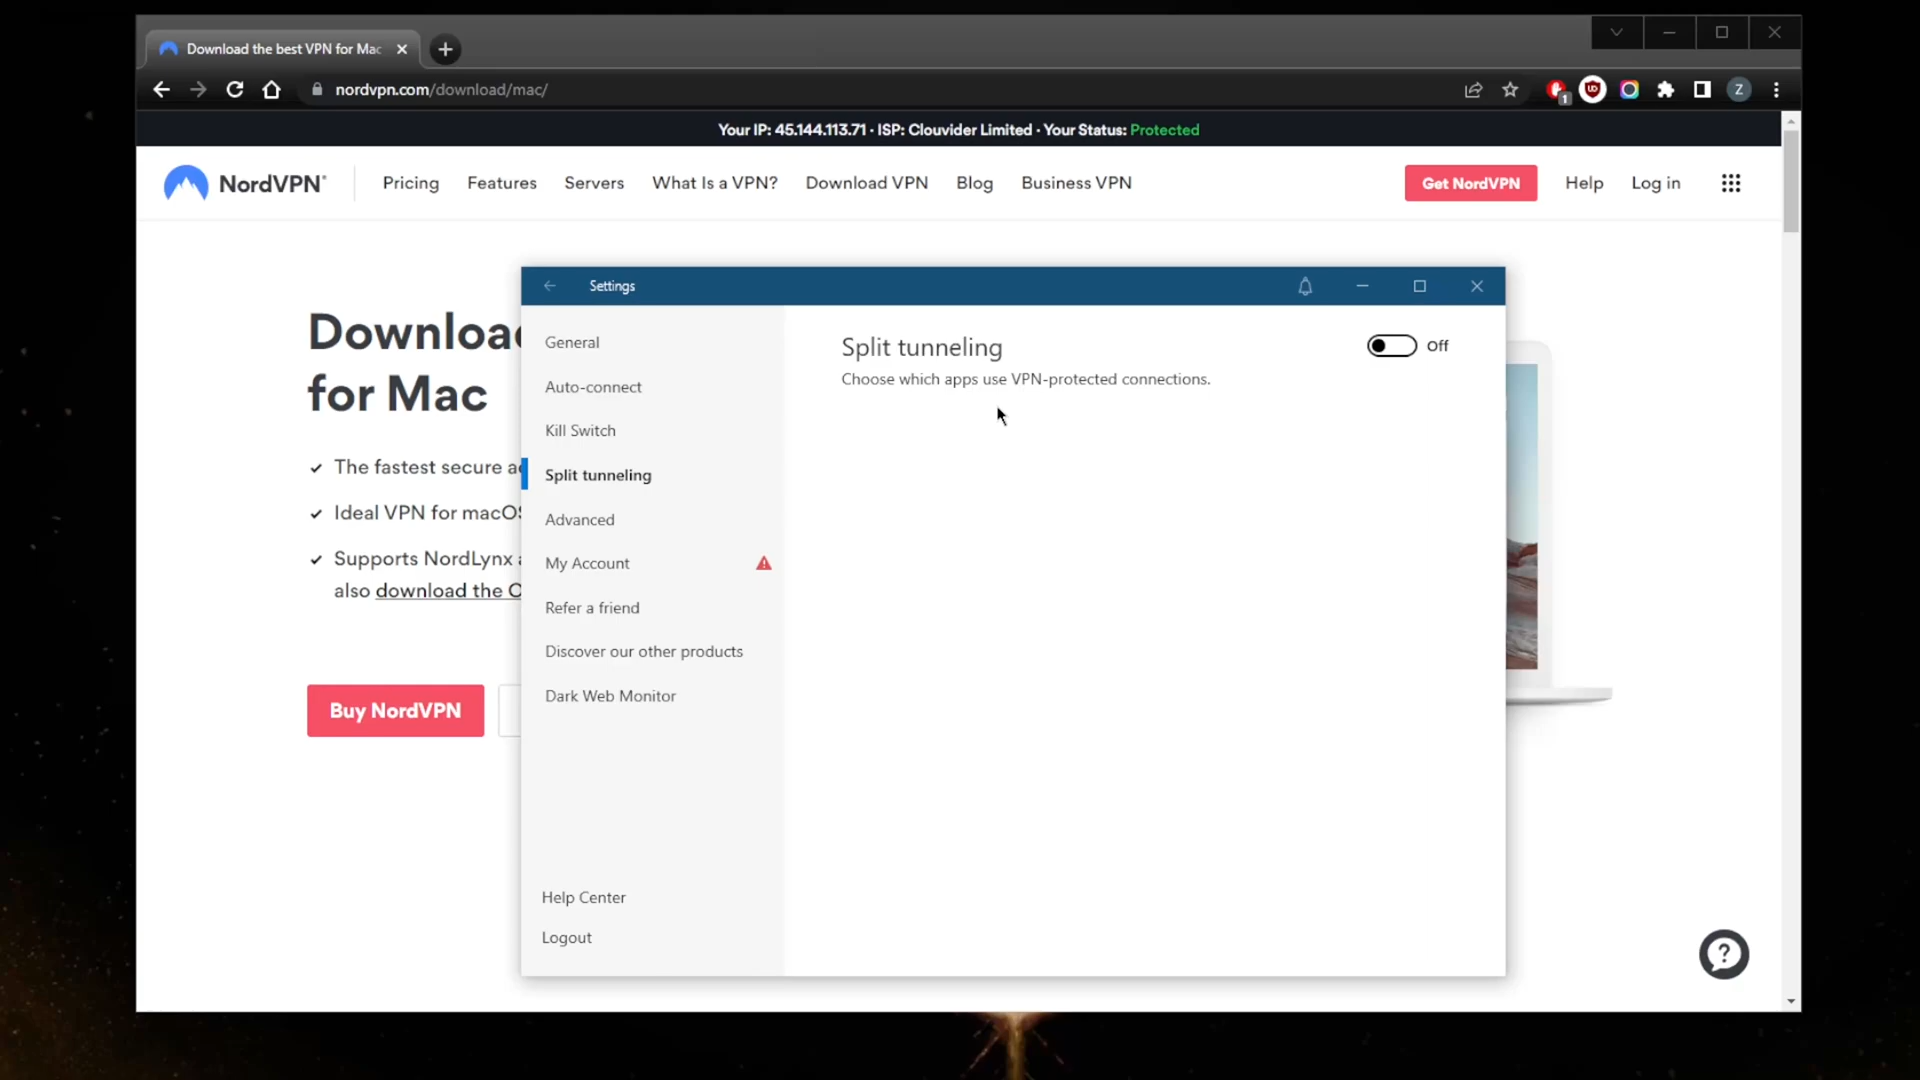 Download the best VPN for Mac
nordvpn.com/download/mac/
1
UD
Z
Your IP: 45.144.113.71 · ISP: Clouvider Limited · Your Status: Protected
NordVPN®
Pricing
Features
Servers
What Is a VPN?
Download VPN
Blog
Business VPN
Get NordVPN
Help
Log in
Download
for Mac
The fastest secure a
Ideal VPN for macOS
Supports NordLynx a
also download the O
Buy NordVPN
Settings
General
Auto-connect
Kill Switch
Split tunneling
Advanced
My Account
Refer a friend
Discover our other products
Dark Web Monitor
Help Center
Logout
Split tunneling
Off
Choose which apps use VPN-protected connections.
?